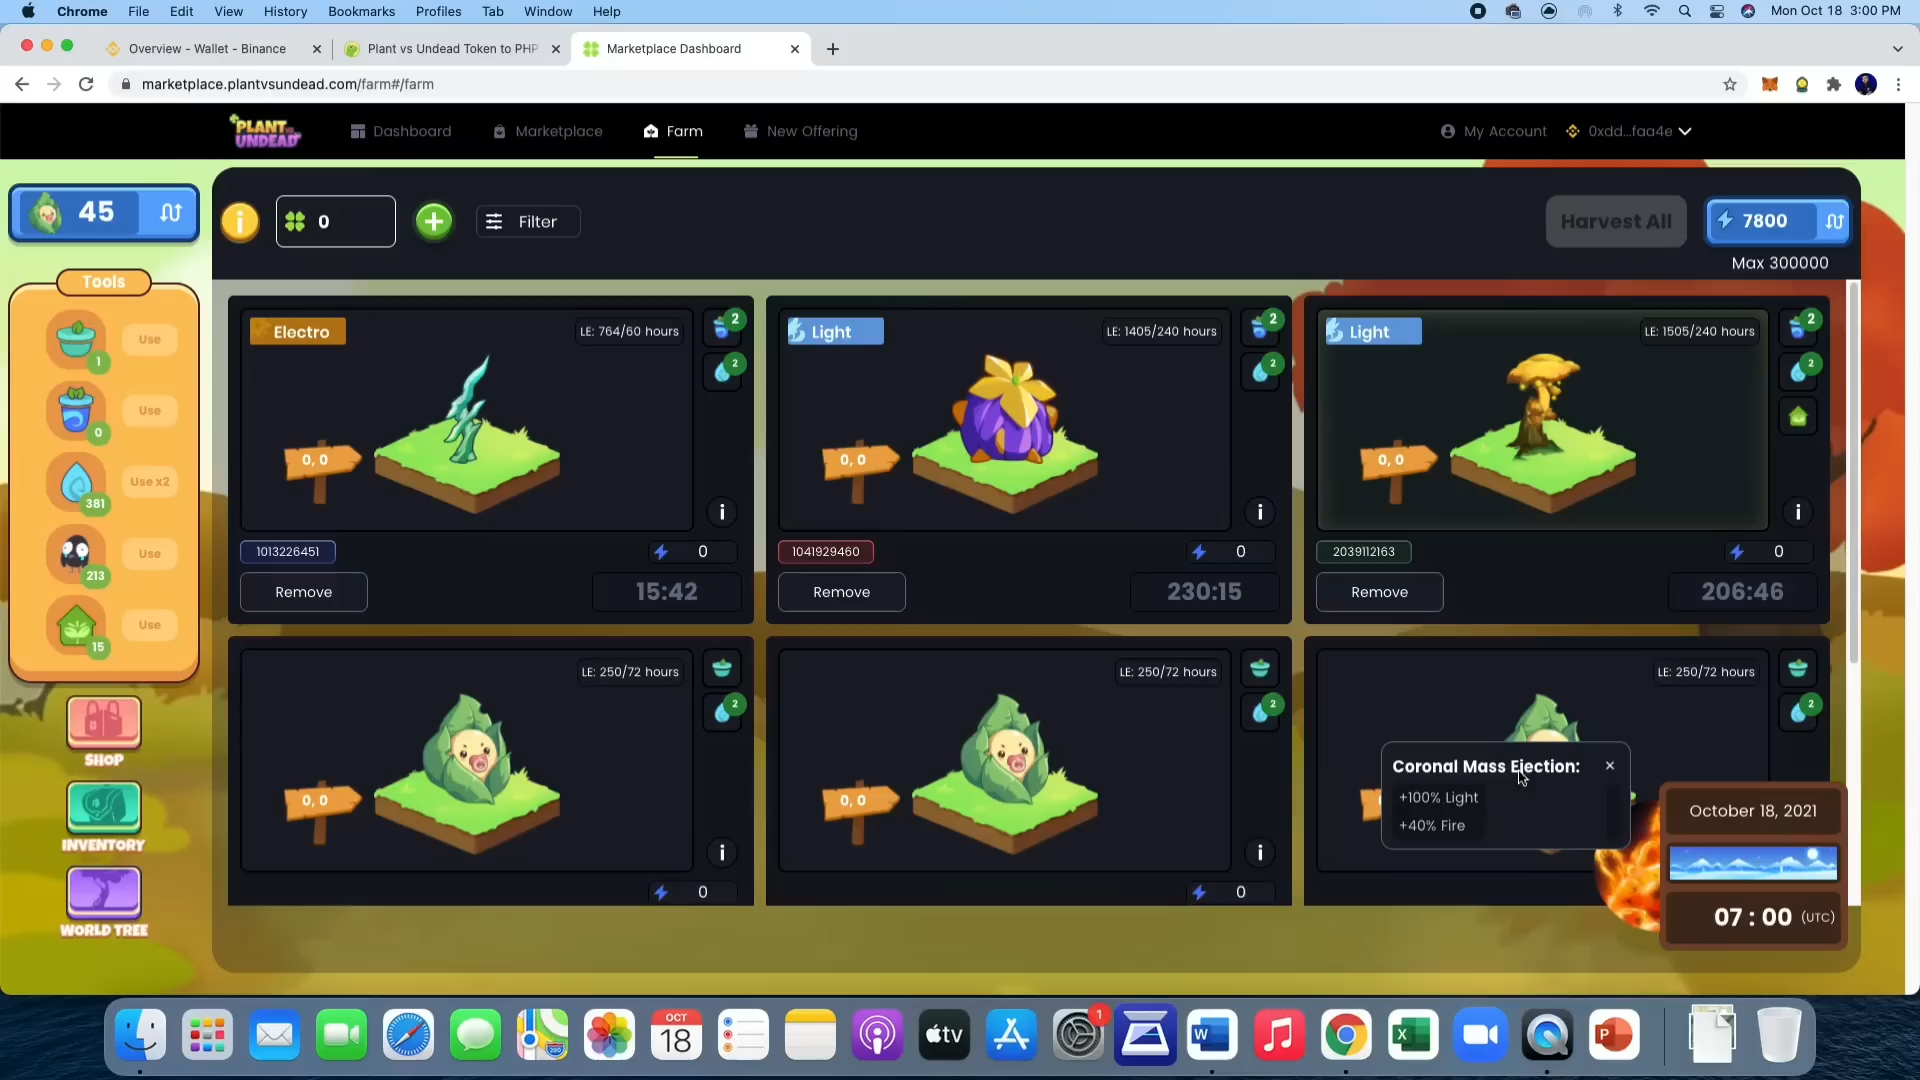 Chrome File Edit View History Bookmarks Profiles Tab Window Help
Mon Oct 18 3:00 PM
Overview - Wallet - Binance
Plant vs Undead Token to PHP
Marketplace Dashboard
marketplace.plantvsundead.com/farm#/farm
PLANT VS UNDEAD
Dashboard
Marketplace
Farm
New Offering
My Account
0xdd...faa4e
45
0
Filter
Harvest All
7800
Max 300000
Tools
1
Use
0
Use
381
Use x2
213
Use
15
Use
SHOP
INVENTORY
WORLD TREE
Electro
LE: 764/60 hours
2
2
0, 0
i
1013226451
0
Remove
15:42
Light
LE: 1405/240 hours
2
2
0, 0
i
1041929460
0
Remove
230:15
Light
LE: 1505/240 hours
2
2
0, 0
i
2039112163
0
Remove
206:46
LE: 250/72 hours
2
0, 0
i
0
LE: 250/72 hours
2
0, 0
i
0
LE: 250/72 hours
2
Coronal Mass Ejection:
+100% Light
+40% Fire
October 18, 2021
07 : 00 (UTC)
OCT
18
tv
1
W
X
P